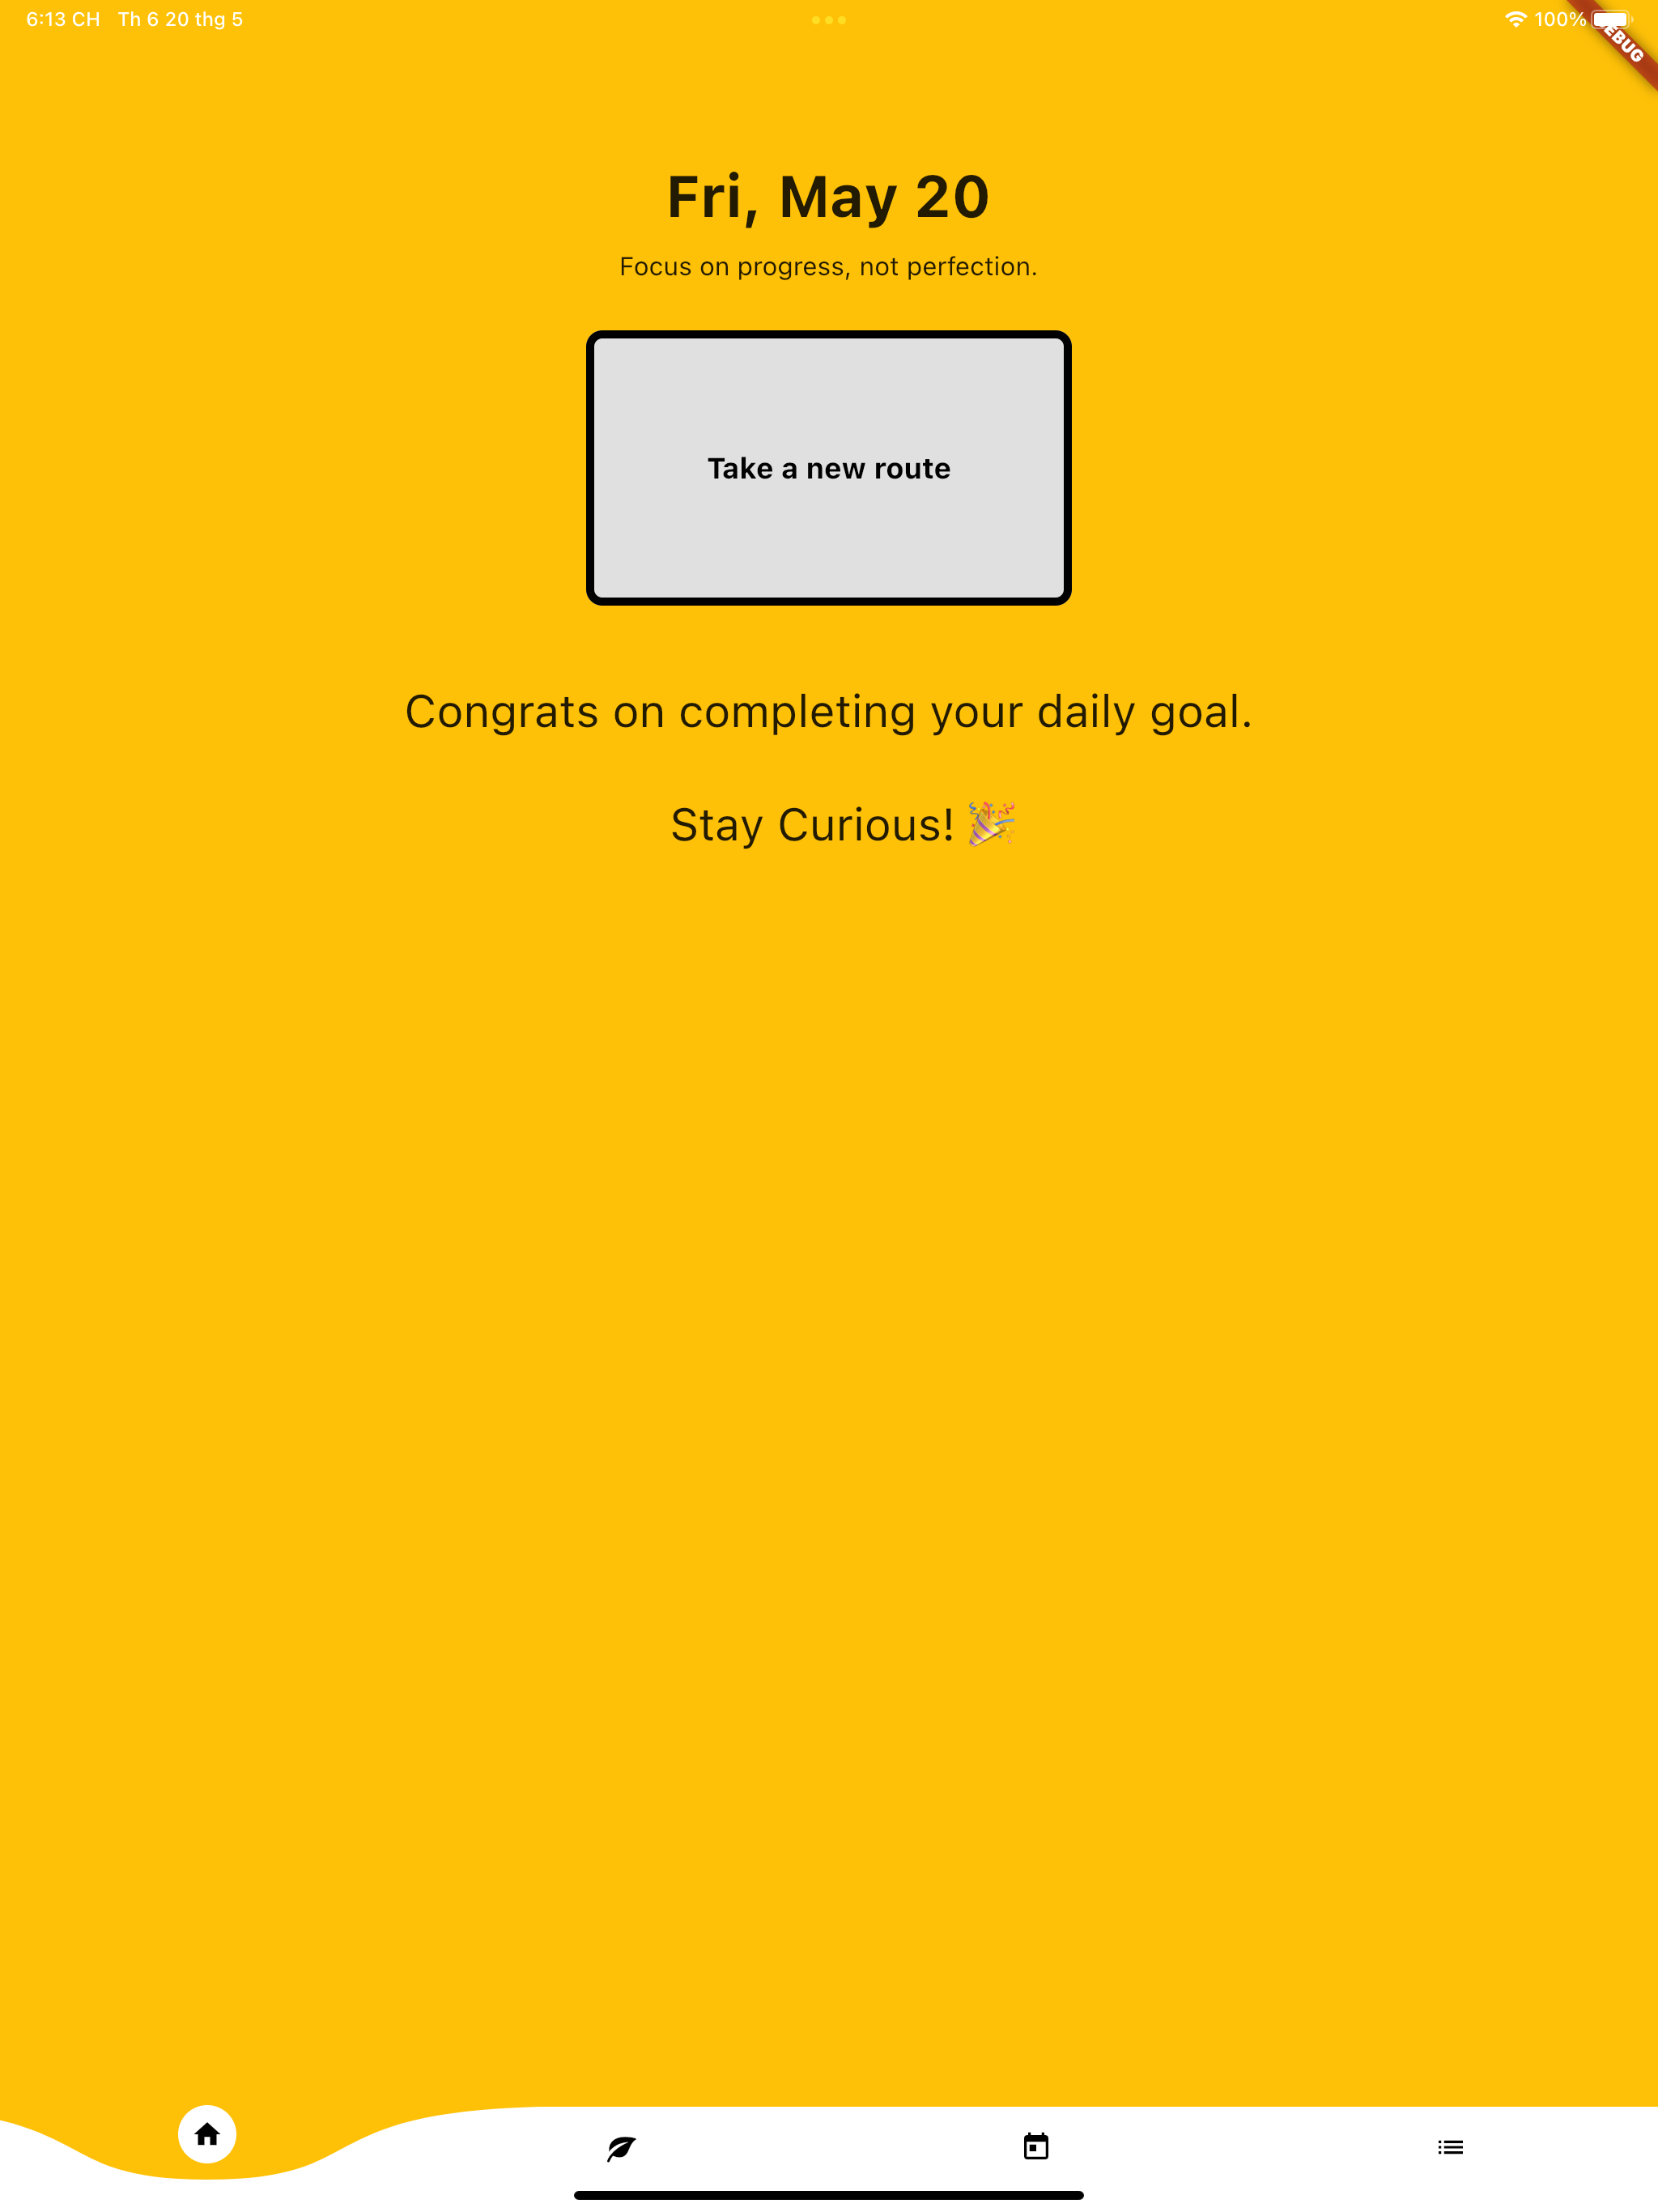 6:13 CH Th 6 20 thg 5
100%
Fri, May 20
Focus on progress, not perfection.
Take a new route
Congrats on completing your daily goal.
Stay Curious! 🎉